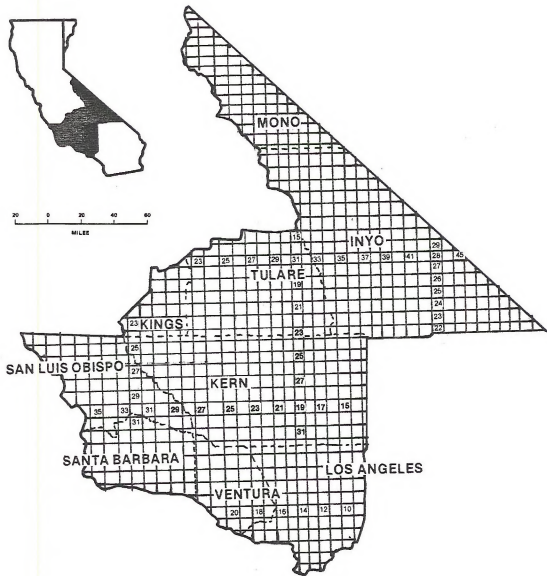 MONO
20 0 20 40 60
MILES
INYO
15 29
23 25 27 29 31 33 35 37 39 41 28 45
TULARE
27
19 26
25
21 24
KINGS
23 23
23 22
25 25
SAN LUIS OBISPO
27 KERN 27
29
35 33 31 29 27 25 23 21 19 17 15
31 31
SANTA BARBARA
LOS ANGELES
VENTURA
20 18 16 14 12 10